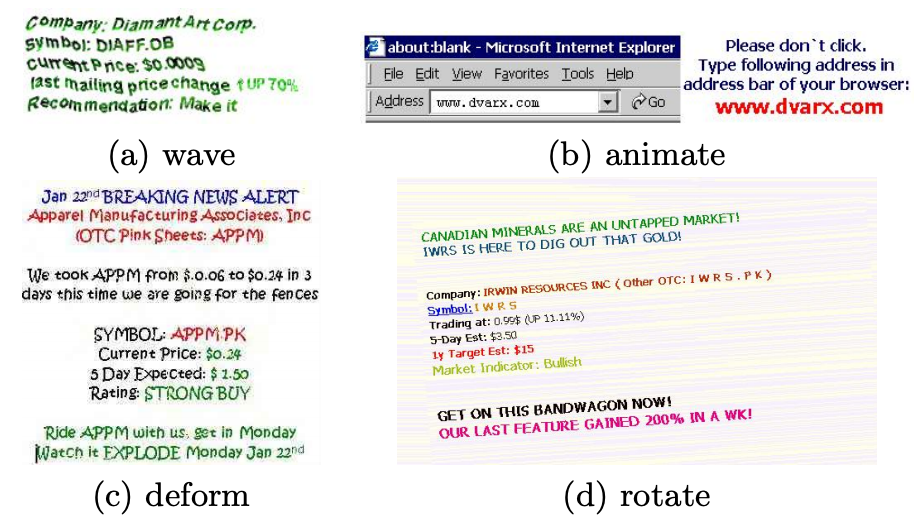 Company: Diamant Art Corp.
symbol: DIAFF.OB
current Price: $0.0009
last mailing price change ↑UP 70%
Recommendation: Make it
(a) wave
about:blank - Microsoft Internet Explorer
File Edit View Favorites Tools Help
Address www.dvarx.com Go
Please don`t click.
Type following address in
address bar of your browser:
www.dvarx.com
(b) animate
Jan 22nd BREAKING NEWS ALERT
Apparel Manufacturing Associates, Inc
(OTC Pink Sheets: APPM)
We took APPM from $.0.06 to $0.24 in 3
days this time we are going for the fences
SYMBOL: APPM.PK
Current Price: $0.24
5 Day Expected: $ 1.50
Rating: STRONG BUY
Ride APPM with us, get in Monday
Watch it EXPLODE Monday Jan 22nd
(c) deform
CANADIAN MINERALS ARE AN UNTAPPED MARKET!
IWRS IS HERE TO DIG OUT THAT GOLD!
Company: IRWIN RESOURCES INC ( Other OTC: I W R S . P K )
Symbol: I W R S
Trading at: 0.99$ (UP 11.11%)
5-Day Est: $3.50
1y Target Est: $15
Market Indicator: Bullish
GET ON THIS BANDWAGON NOW!
OUR LAST FEATURE GAINED 200% IN A WK!
(d) rotate